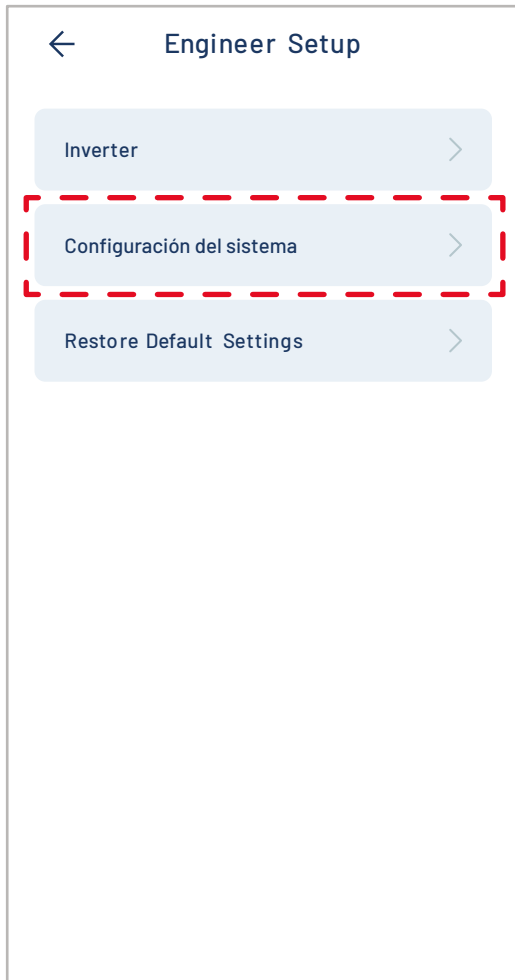 Engineer Setup
Inverter
Configuración del sistema
Restore Default Settings